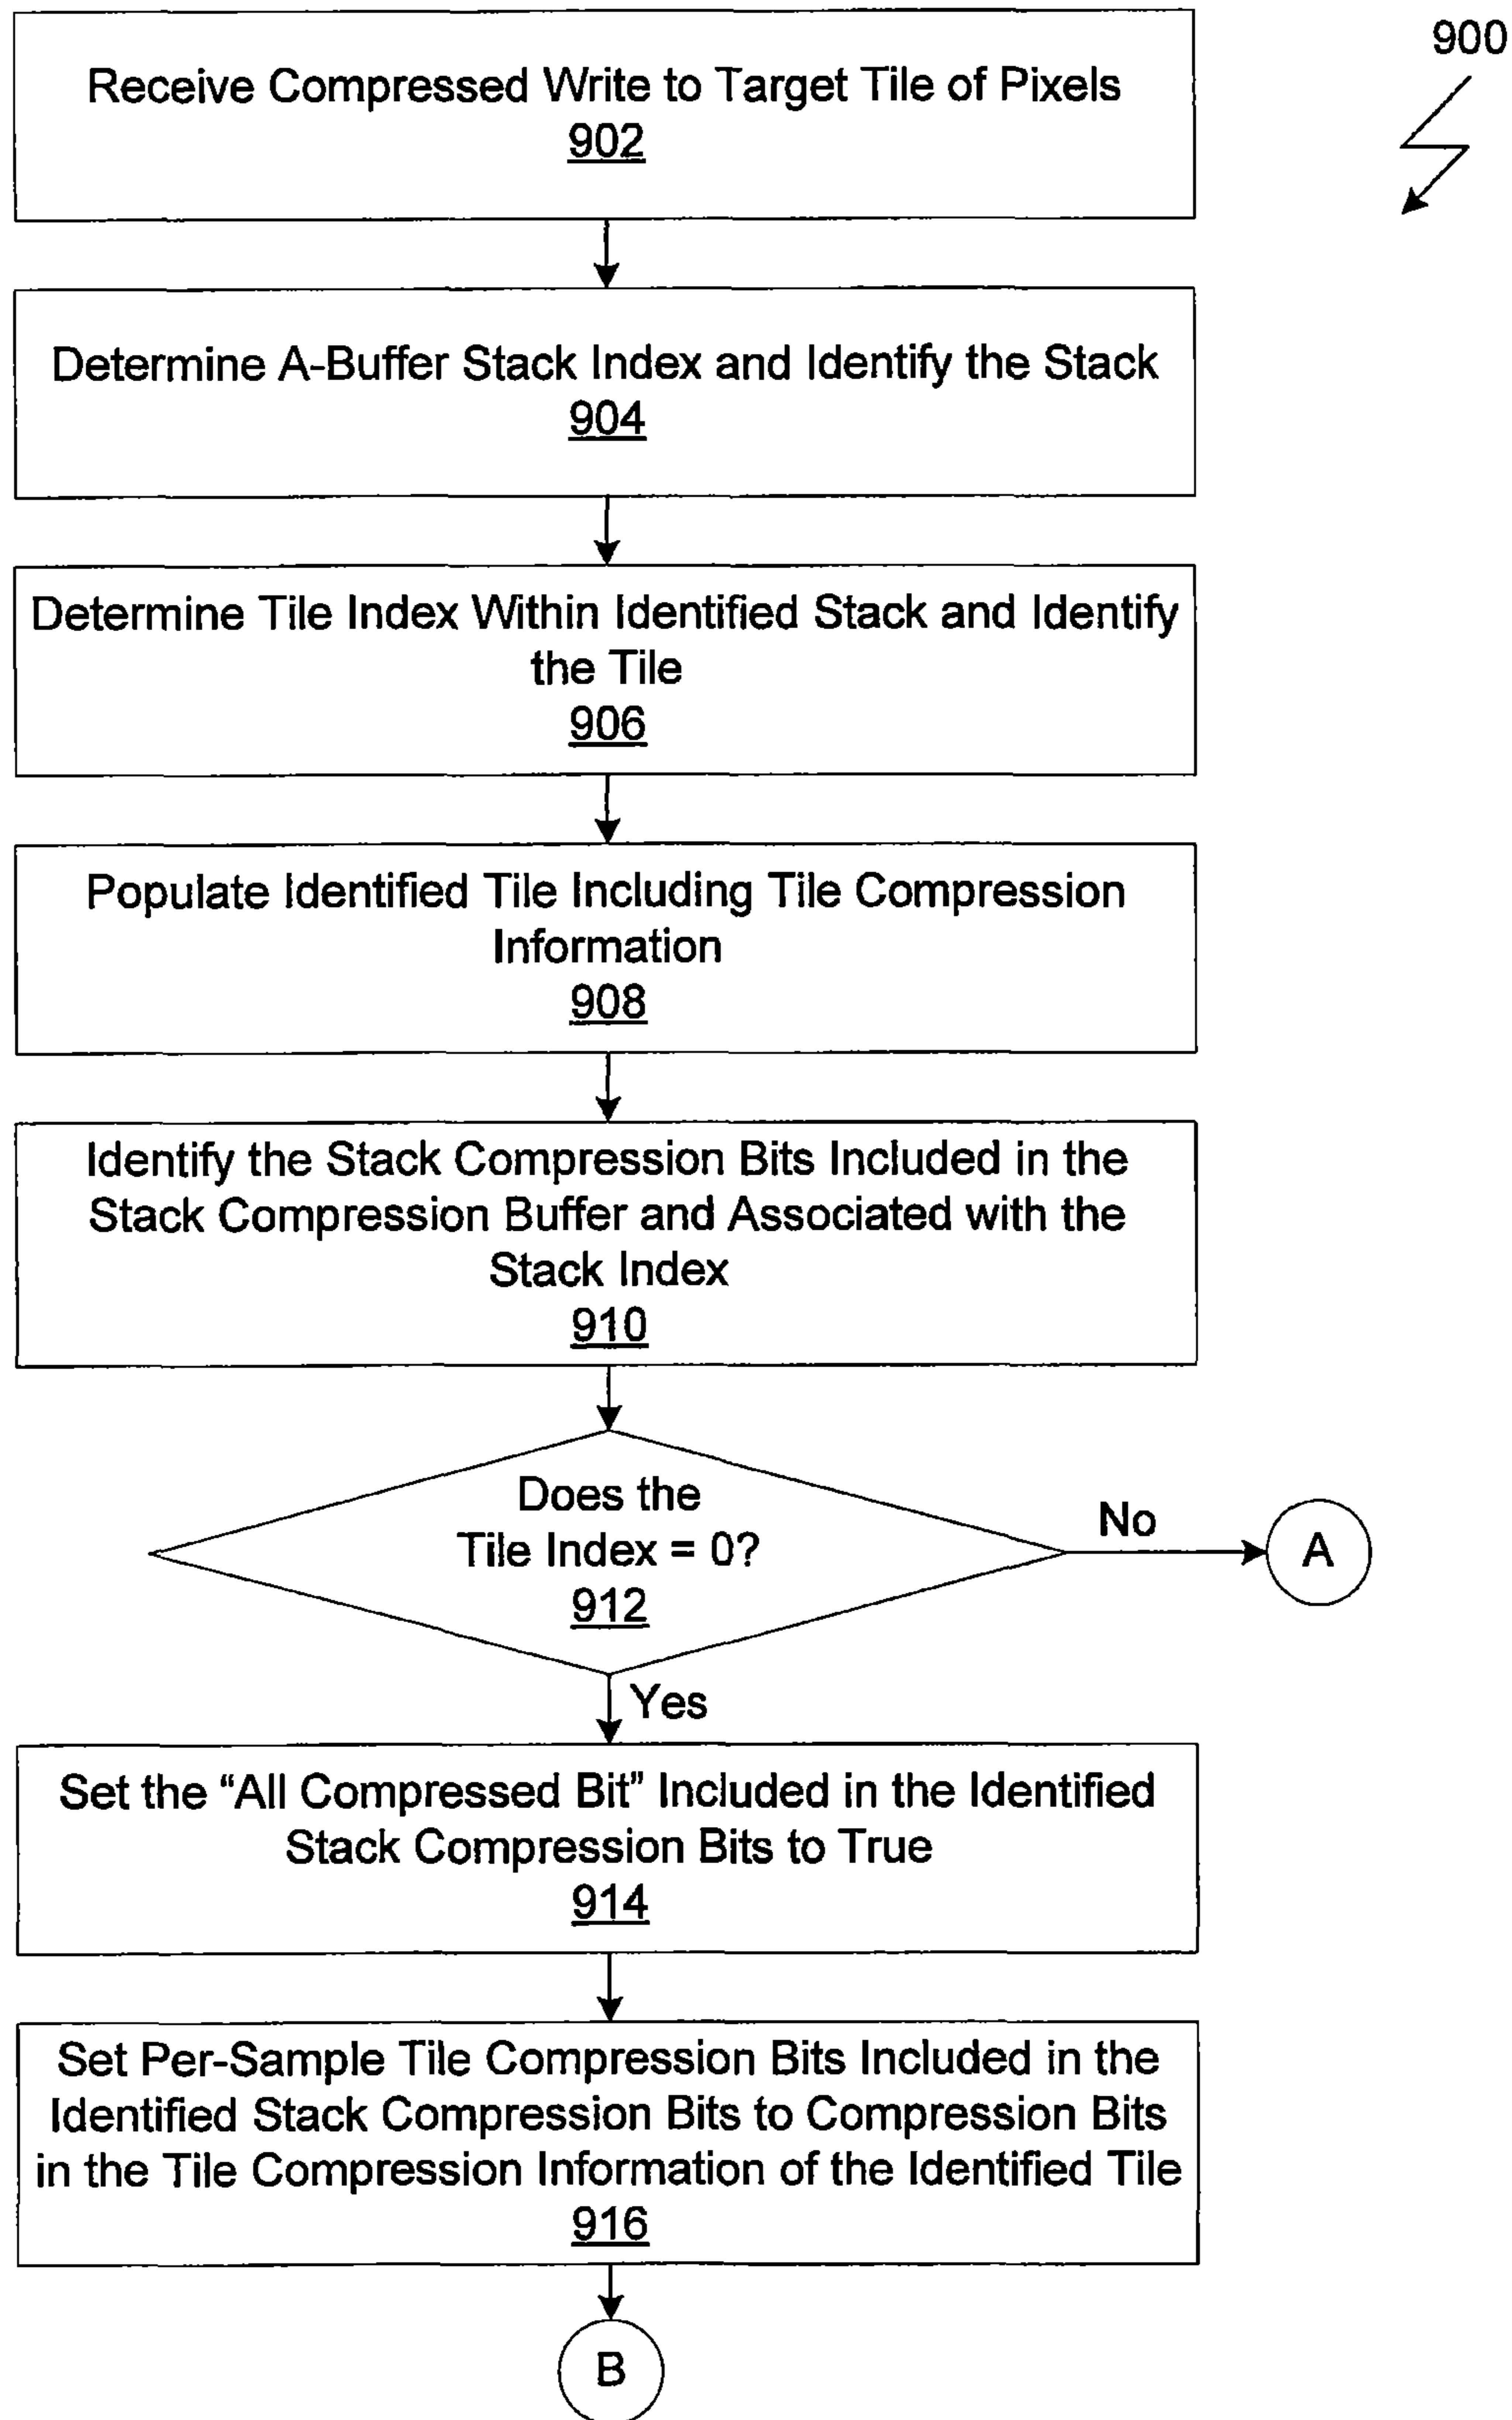 900
Receive Compressed Write to Target Tile of Pixels
902
Determine A-Buffer Stack Index and Identify the Stack
904
Determine Tile Index Within Identified Stack and Identify
the Tile
906
Populate Identified Tile Including Tile Compression
Information
908
Identify the Stack Compression Bits Included in the
Stack Compression Buffer and Associated with the
Stack Index
910
Does the
Tile Index = 0?
912
No
A
Yes
Set the “All Compressed Bit” Included in the Identified
Stack Compression Bits to True
914
Set Per-Sample Tile Compression Bits Included in the
Identified Stack Compression Bits to Compression Bits
in the Tile Compression Information of the Identified Tile
916
B